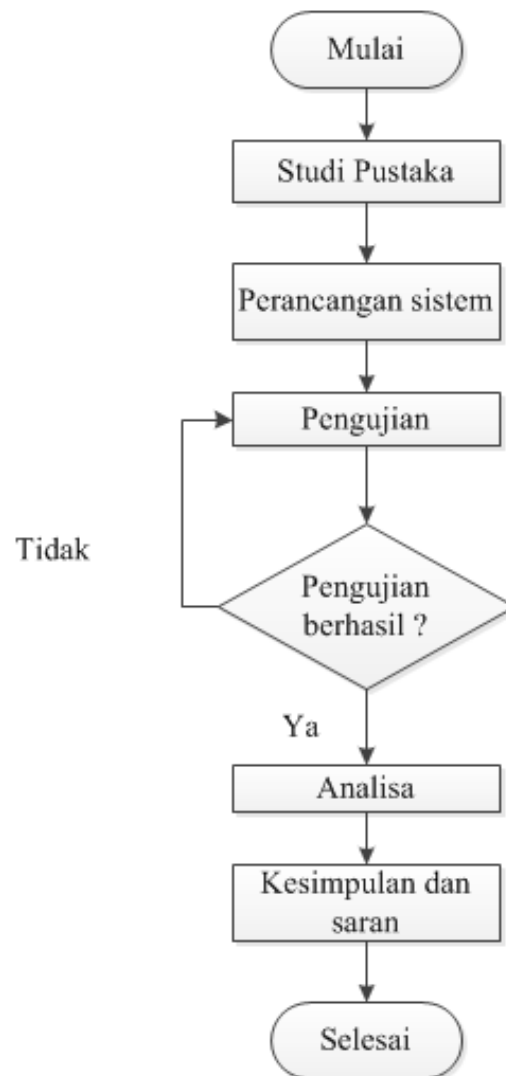 Mulai
Studi Pustaka
Perancangan sistem
Pengujian
Tidak
Pengujian
berhasil ?
Ya
Analisa
Kesimpulan dan
saran
Selesai